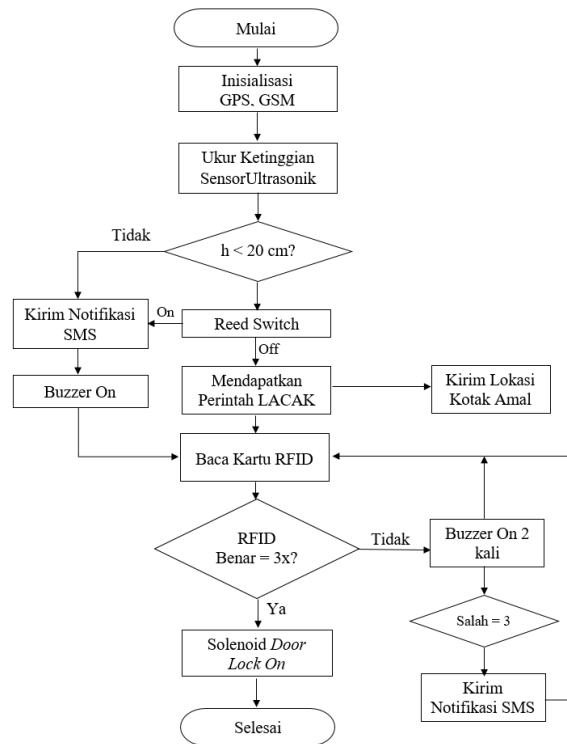 Mulai
Inisialisasi
GPS, GSM
Ukur Ketinggian
SensorUltrasonik
Tidak
h < 20 cm?
Kirim Notifikasi
SMS
On
Reed Switch
Off
Buzzer On
Mendapatkan
Perintah LACAK
Kirim Lokasi
Kotak Amal
Baca Kartu RFID
RFID
Benar = 3x?
Tidak
Buzzer On 2
kali
Ya
Salah = 3
Solenoid Door
Lock On
Kirim
Notifikasi SMS
Selesai